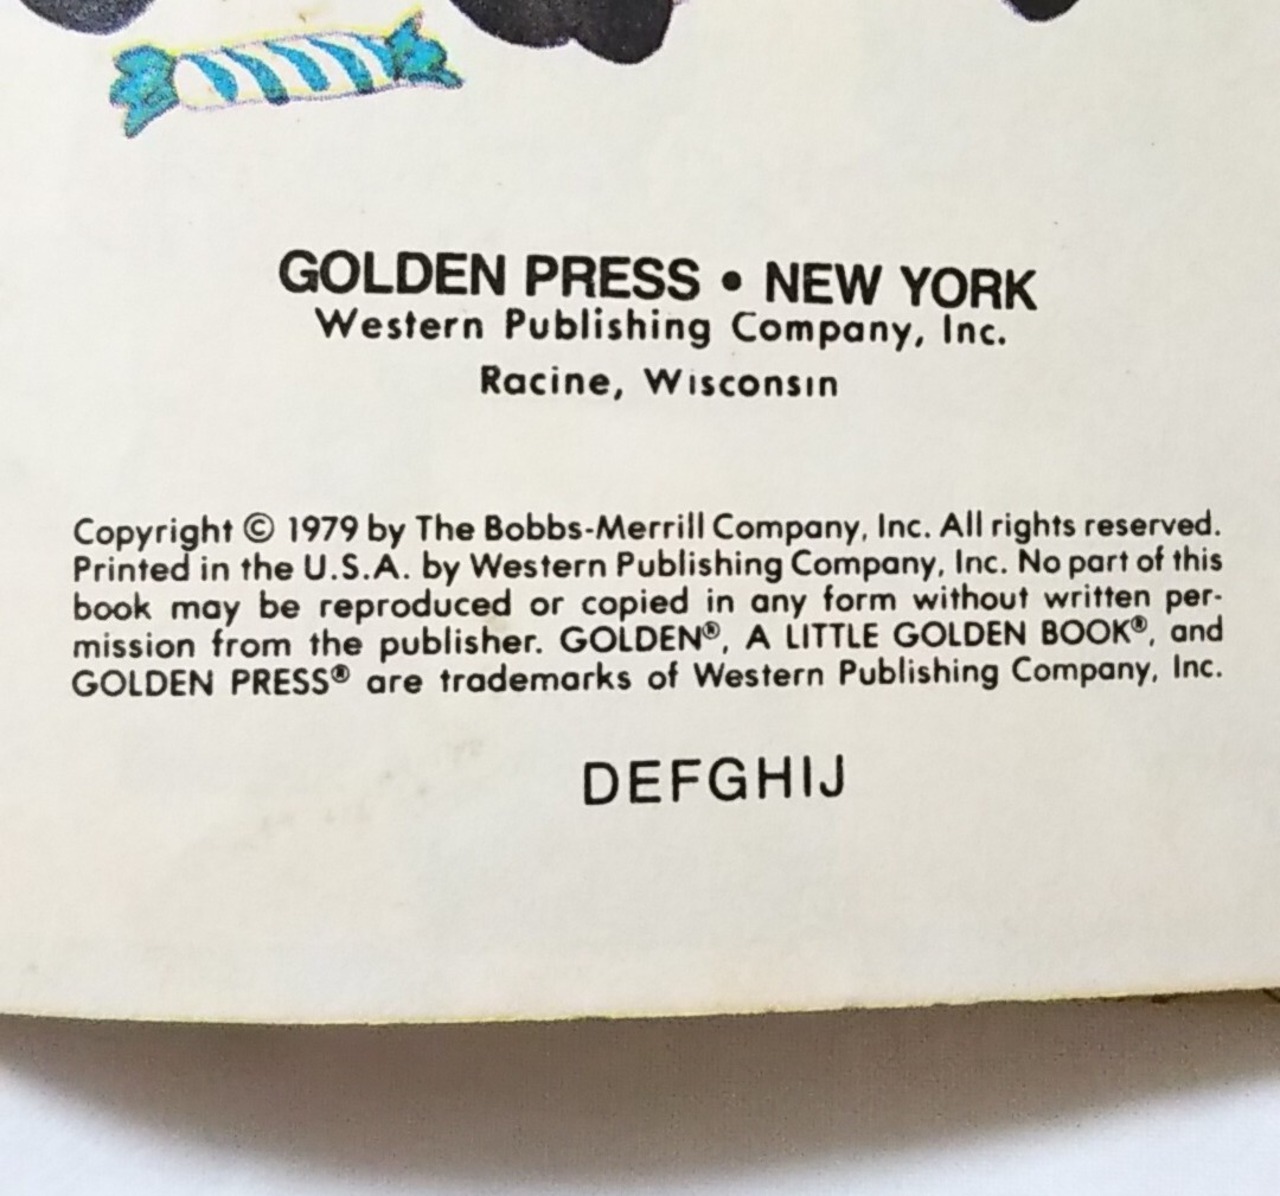 GOLDEN PRESS • NEW YORK
Western Publishing Company, Inc.
Racine, Wisconsin
Copyright © 1979 by The Bobbs-Merrill Company, Inc. All rights reserved.
Printed in the U.S.A. by Western Publishing Company, Inc. No part of this
book may be reproduced or copied in any form without written per-
mission from the publisher. GOLDEN®, A LITTLE GOLDEN BOOK®, and
GOLDEN PRESS® are trademarks of Western Publishing Company, Inc.
DEFGHIJ